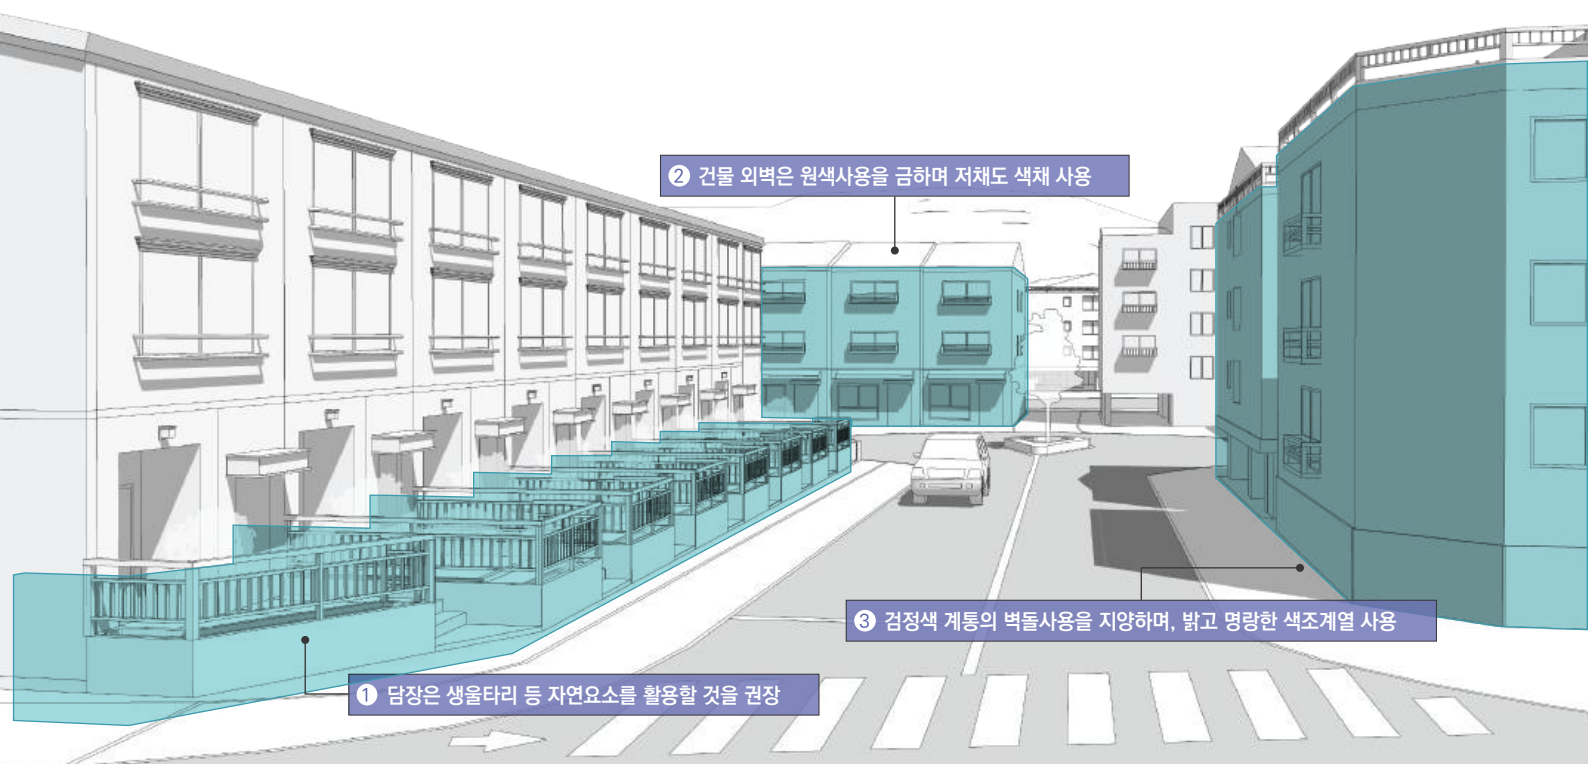 ② 건물 외벽은 원색사용을 금하며 저채도 색채 사용
③ 검정색 계통의 벽돌사용을 지양하며, 밝고 명랑한 색조계열 사용
① 담장은 생울타리 등 자연요소를 활용할 것을 권장